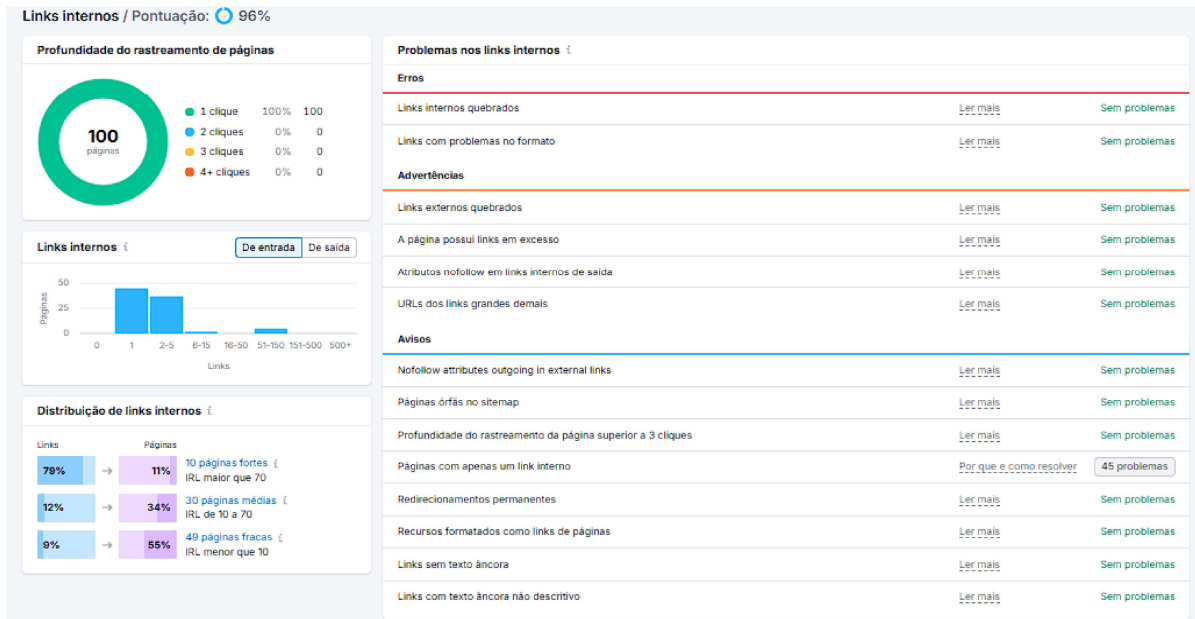 Links internos / Pontuação: 96%
Profundidade do rastreamento de páginas
100
páginas
1 clique 100% 100
2 cliques 0% 0
3 cliques 0% 0
4+ cliques 0% 0
Links internos i
De entrada De saída
Páginas
50
25
0
0 1 2-5 6-15 16-50 51-150 151-500 500+
Links
Distribuição de links internos i
Links Páginas
79% → 11% 10 páginas fortes i
IRL maior que 70
12% → 34% 30 páginas médias i
IRL de 10 a 70
9% → 55% 49 páginas fracas i
IRL menor que 10
Problemas nos links internos i
Erros
Links internos quebrados Ler mais Sem problemas
Links com problemas no formato Ler mais Sem problemas
Advertências
Links externos quebrados Ler mais Sem problemas
A página possui links em excesso Ler mais Sem problemas
Atributos nofollow em links internos de saída Ler mais Sem problemas
URLs dos links grandes demais Ler mais Sem problemas
Avisos
Nofollow attributes outgoing in external links Ler mais Sem problemas
Páginas órfãs no sitemap Ler mais Sem problemas
Profundidade do rastreamento da página superior a 3 cliques Ler mais Sem problemas
Páginas com apenas um link interno Por que e como resolver 45 problemas
Redirecionamentos permanentes Ler mais Sem problemas
Recursos formatados como links de páginas Ler mais Sem problemas
Links sem texto âncora Ler mais Sem problemas
Links com texto âncora não descritivo Ler mais Sem problemas